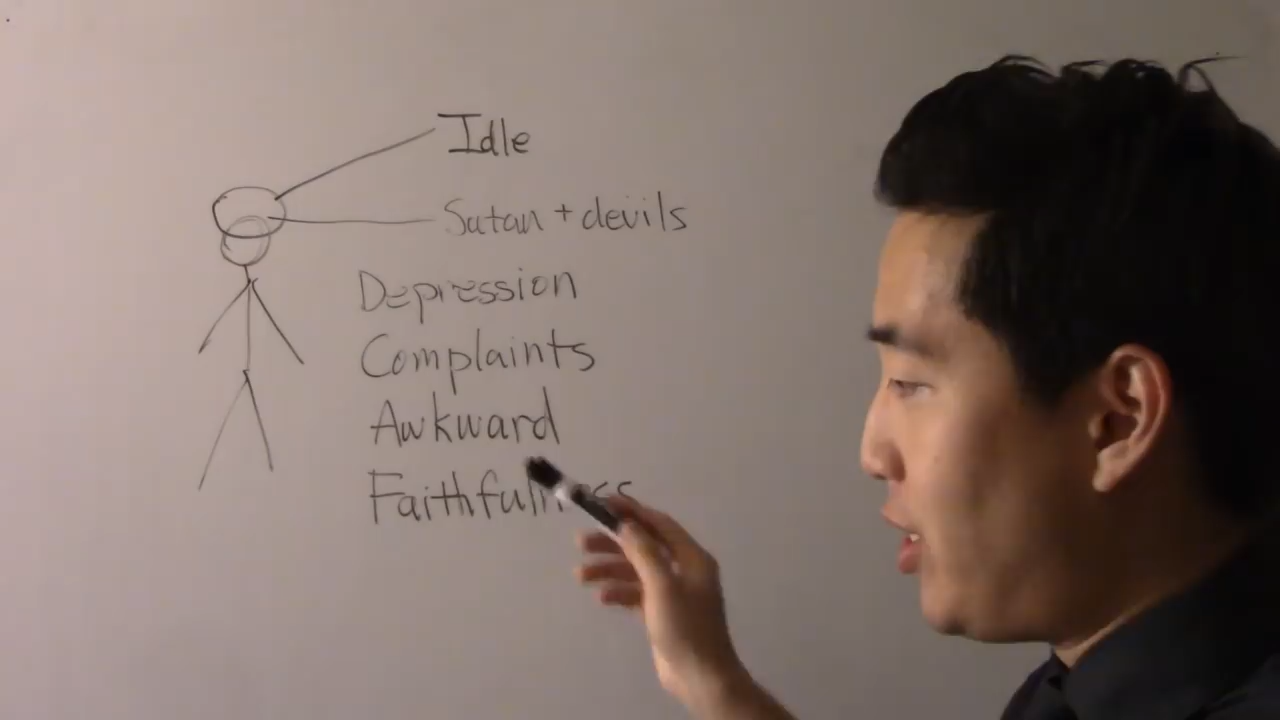 Idle
Satan + devils
Depression
Complaints
Awkward
Faithfulness